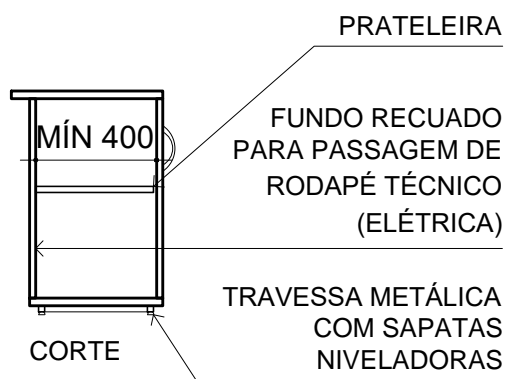 PRATELEIRA
MÍN 400
FUNDO RECUADO
PARA PASSAGEM DE
RODAPÉ TÉCNICO
(ELÉTRICA)
TRAVESSA METÁLICA
COM SAPATAS
NIVELADORAS
CORTE